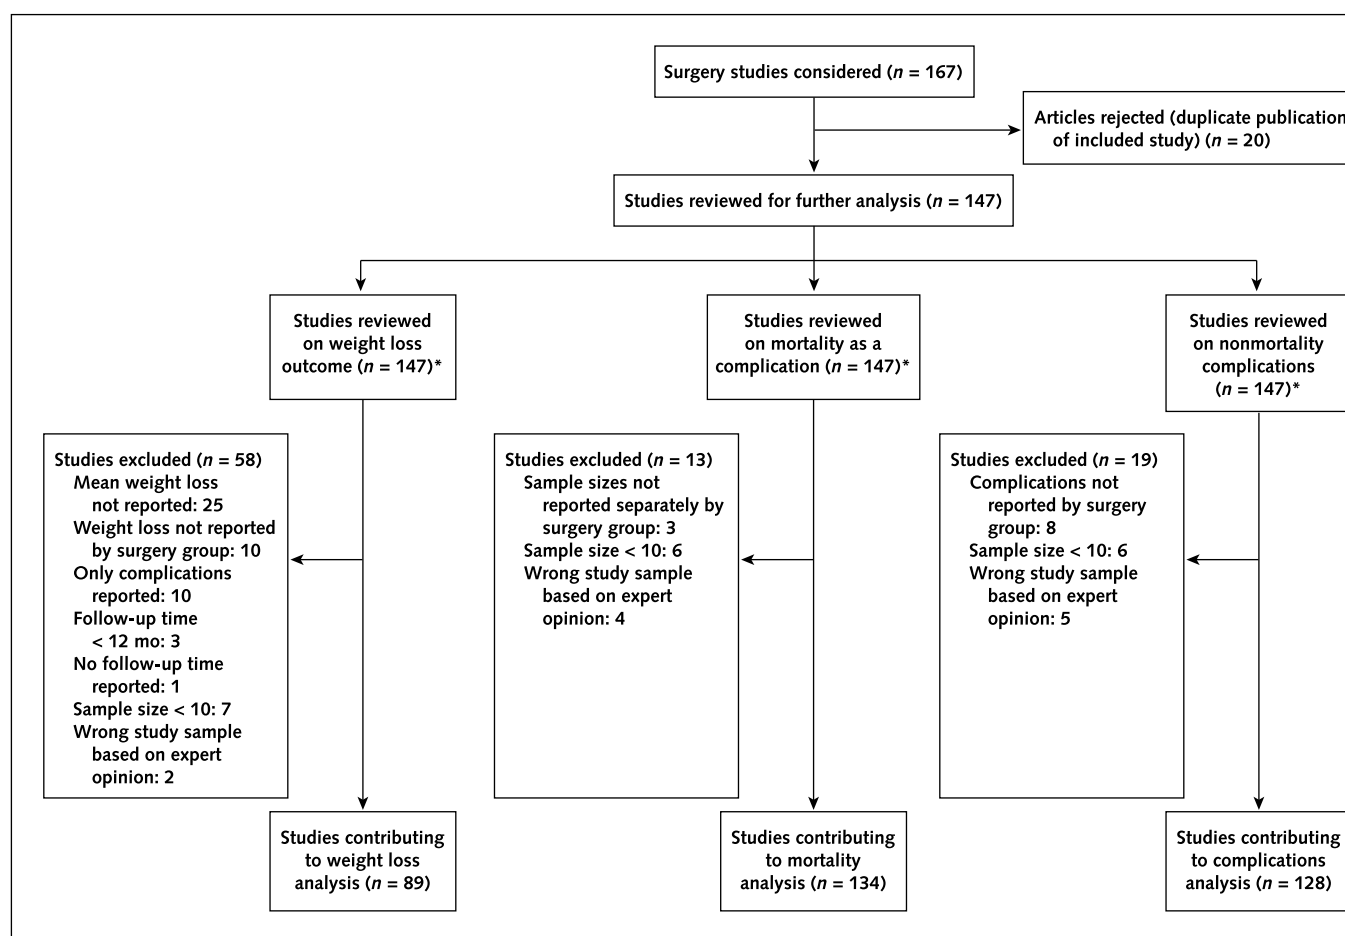 Surgery studies considered (n = 167)
Articles rejected (duplicate publication
of included study) (n = 20)
Studies reviewed for further analysis (n = 147)
Studies reviewed
on weight loss
outcome (n = 147)*
Studies reviewed
on mortality as a
complication (n = 147)*
Studies reviewed
on nonmortality
complications
(n = 147)*
Studies excluded (n = 58)
Mean weight loss
not reported: 25
Weight loss not reported
by surgery group: 10
Only complications
reported: 10
Follow-up time
< 12 mo: 3
No follow-up time
reported: 1
Sample size < 10: 7
Wrong study sample
based on expert
opinion: 2
Studies excluded (n = 13)
Sample sizes not
reported separately by
surgery group: 3
Sample size < 10: 6
Wrong study sample
based on expert
opinion: 4
Studies excluded (n = 19)
Complications not
reported by surgery
group: 8
Sample size < 10: 6
Wrong study sample
based on expert
opinion: 5
Studies contributing
to weight loss
analysis (n = 89)
Studies contributing
to mortality
analysis (n = 134)
Studies contributing
to complications
analysis (n = 128)